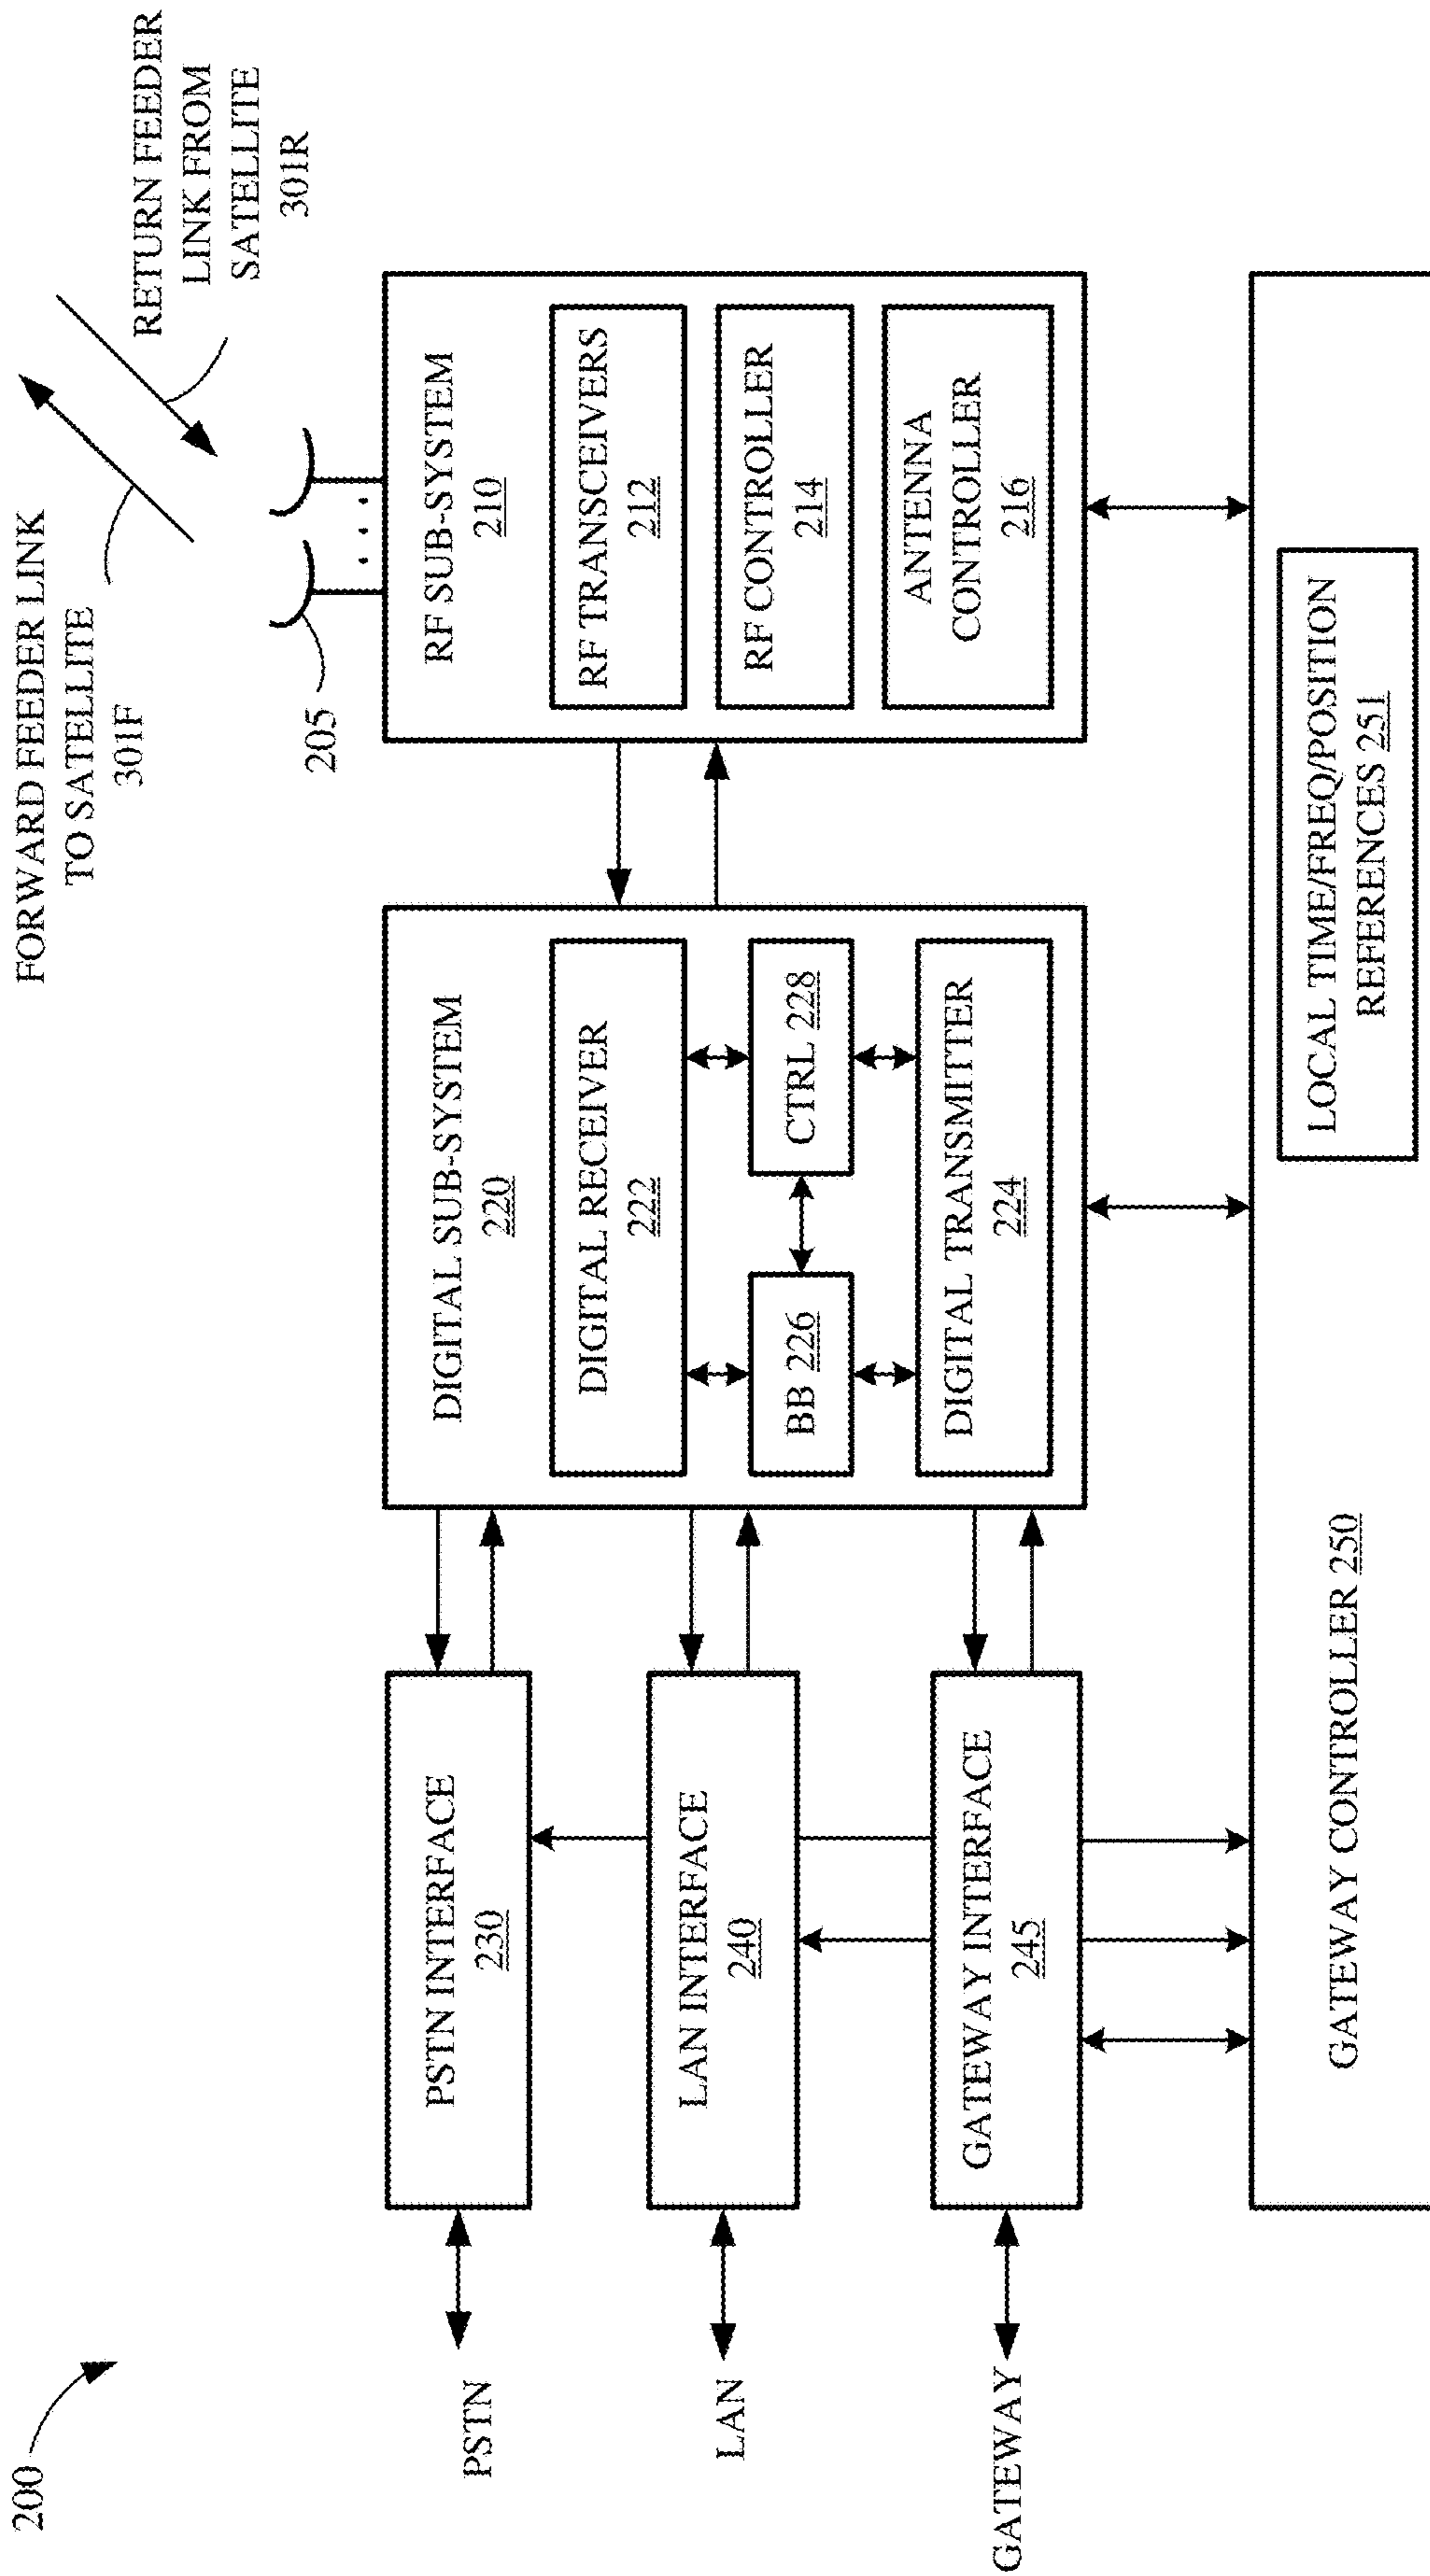 200
FORWARD FEEDER LINK
TO SATELLITE
301F
RETURN FEEDER
LINK FROM
SATELLITE
301R
205
PSTN
PSTN INTERFACE
230
LAN
LAN INTERFACE
240
GATEWAY
GATEWAY INTERFACE
245
DIGITAL SUB-SYSTEM
220
DIGITAL RECEIVER
222
BB 226
CTRL 228
DIGITAL TRANSMITTER
224
RF SUB-SYSTEM
210
RF TRANSCEIVERS
212
RF CONTROLLER
214
ANTENNA
CONTROLLER
216
GATEWAY CONTROLLER 250
LOCAL TIME/FREQ/POSITION
REFERENCES 251